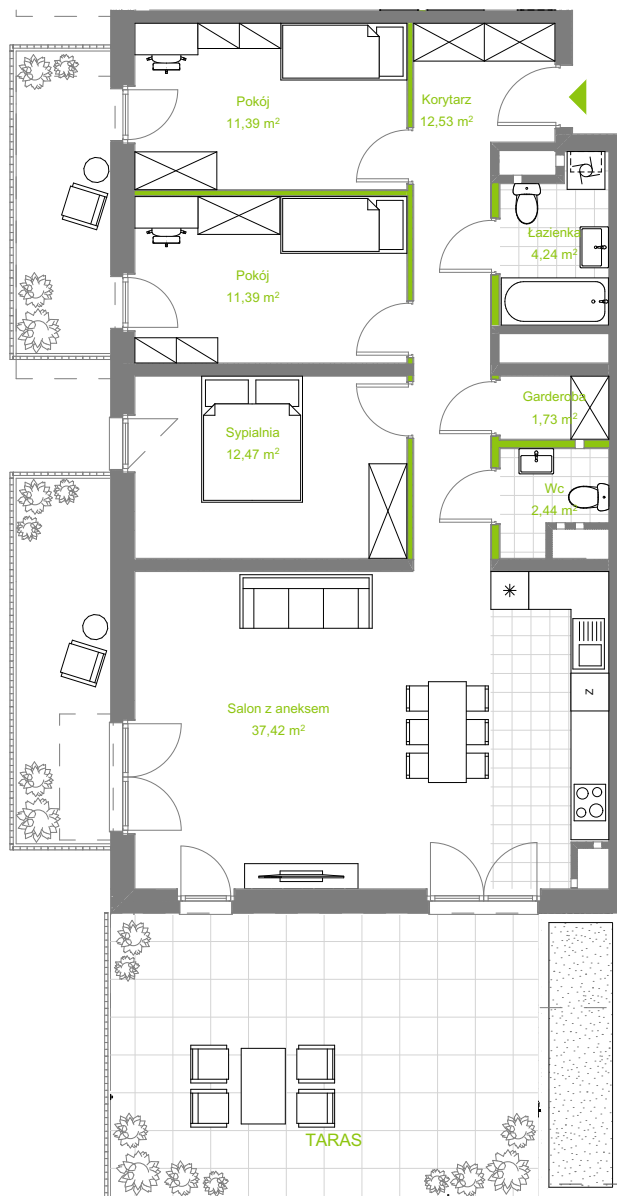 Pokój
11,39 m²
Korytarz
12,53 m²
Łazienka
4,24 m²
Pokój
11,39 m²
Garderoba
1,73 m²
Sypialnia
12,47 m²
Wc
2,44 m²
Salon z aneksem
37,42 m²
Z
TARAS